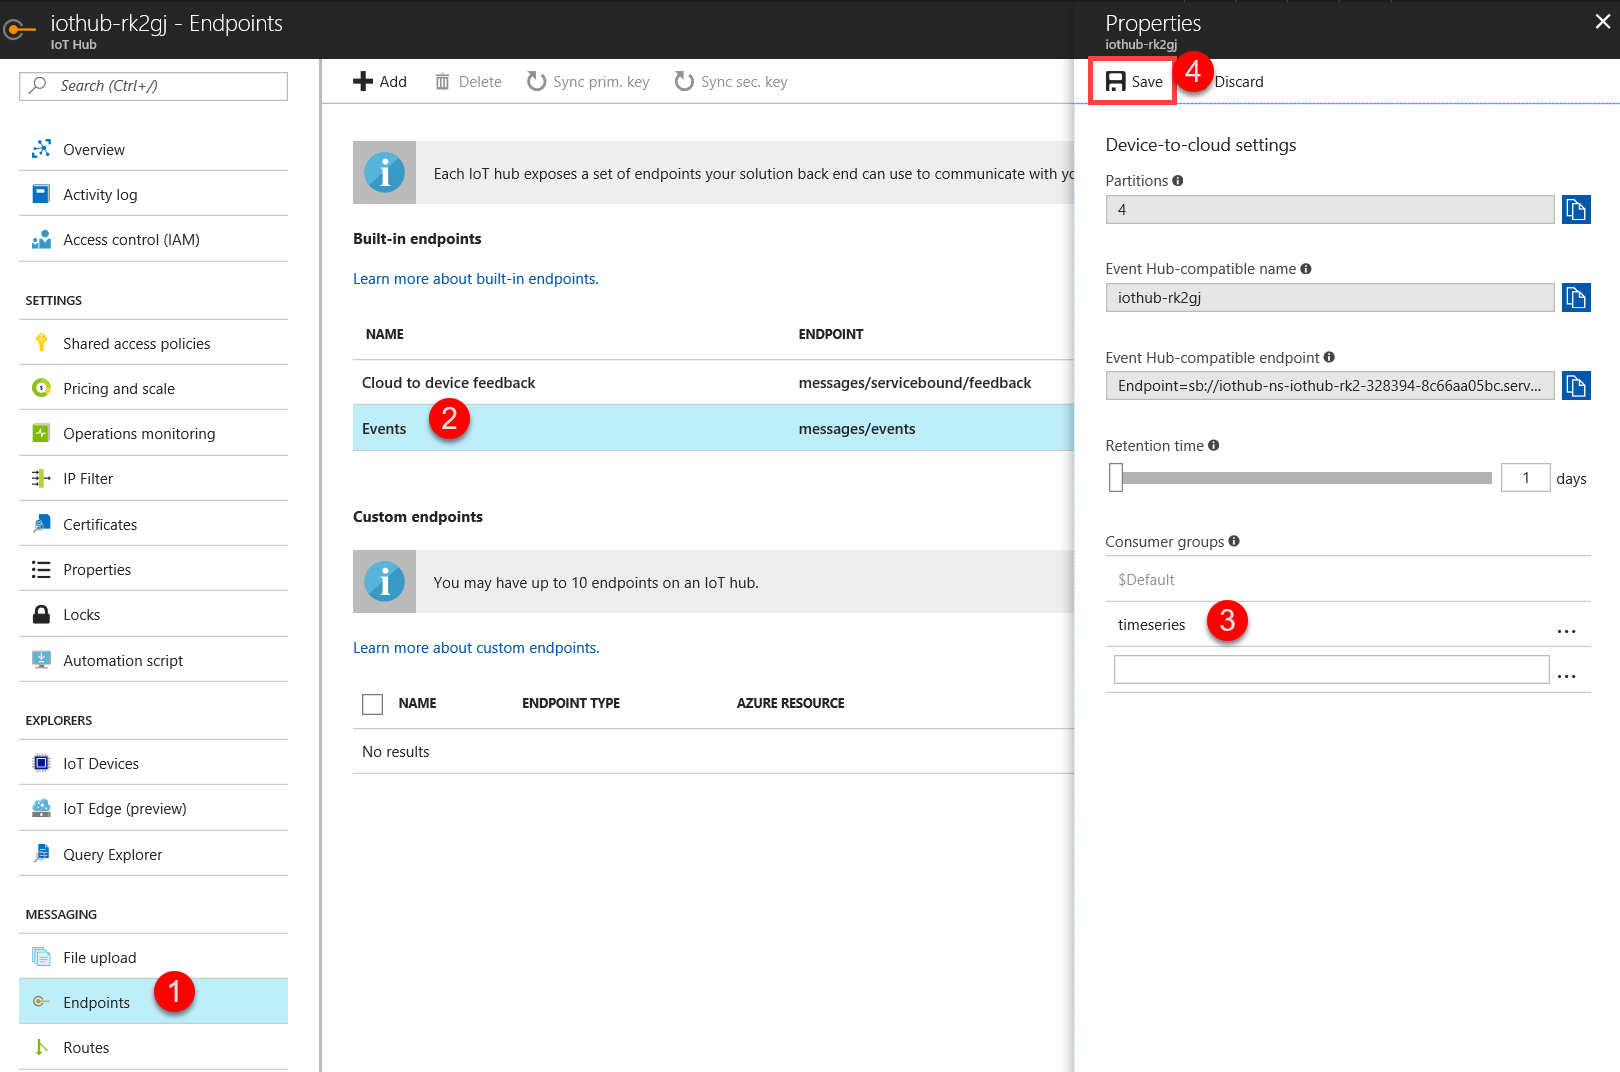 iothub-rk2gj - Endpoints
IoT Hub
Search (Ctrl+/)
Overview
Activity log
Access control (IAM)
SETTINGS
Shared access policies
Pricing and scale
Operations monitoring
IP Filter
Certificates
Properties
Locks
Automation script
EXPLORERS
IoT Devices
IoT Edge (preview)
Query Explorer
MESSAGING
File upload
Endpoints 1
Routes
Add Delete Sync prim. key Sync sec. key
Each IoT hub exposes a set of endpoints your solution back end can use to communicate with yo
Built-in endpoints
Learn more about built-in endpoints.
NAME ENDPOINT
Cloud to device feedback messages/servicebound/feedback
Events 2 messages/events
Custom endpoints
You may have up to 10 endpoints on an IoT hub.
Learn more about custom endpoints.
NAME ENDPOINT TYPE AZURE RESOURCE
No results
Properties
iothub-rk2gj
Save 4 Discard
Device-to-cloud settings
Partitions
4
Event Hub-compatible name
iothub-rk2gj
Event Hub-compatible endpoint
Endpoint=sb://iothub-ns-iothub-rk2-328394-8c66aa05bc.serv...
Retention time
1 days
Consumer groups
$Default
timeseries 3 ...
...